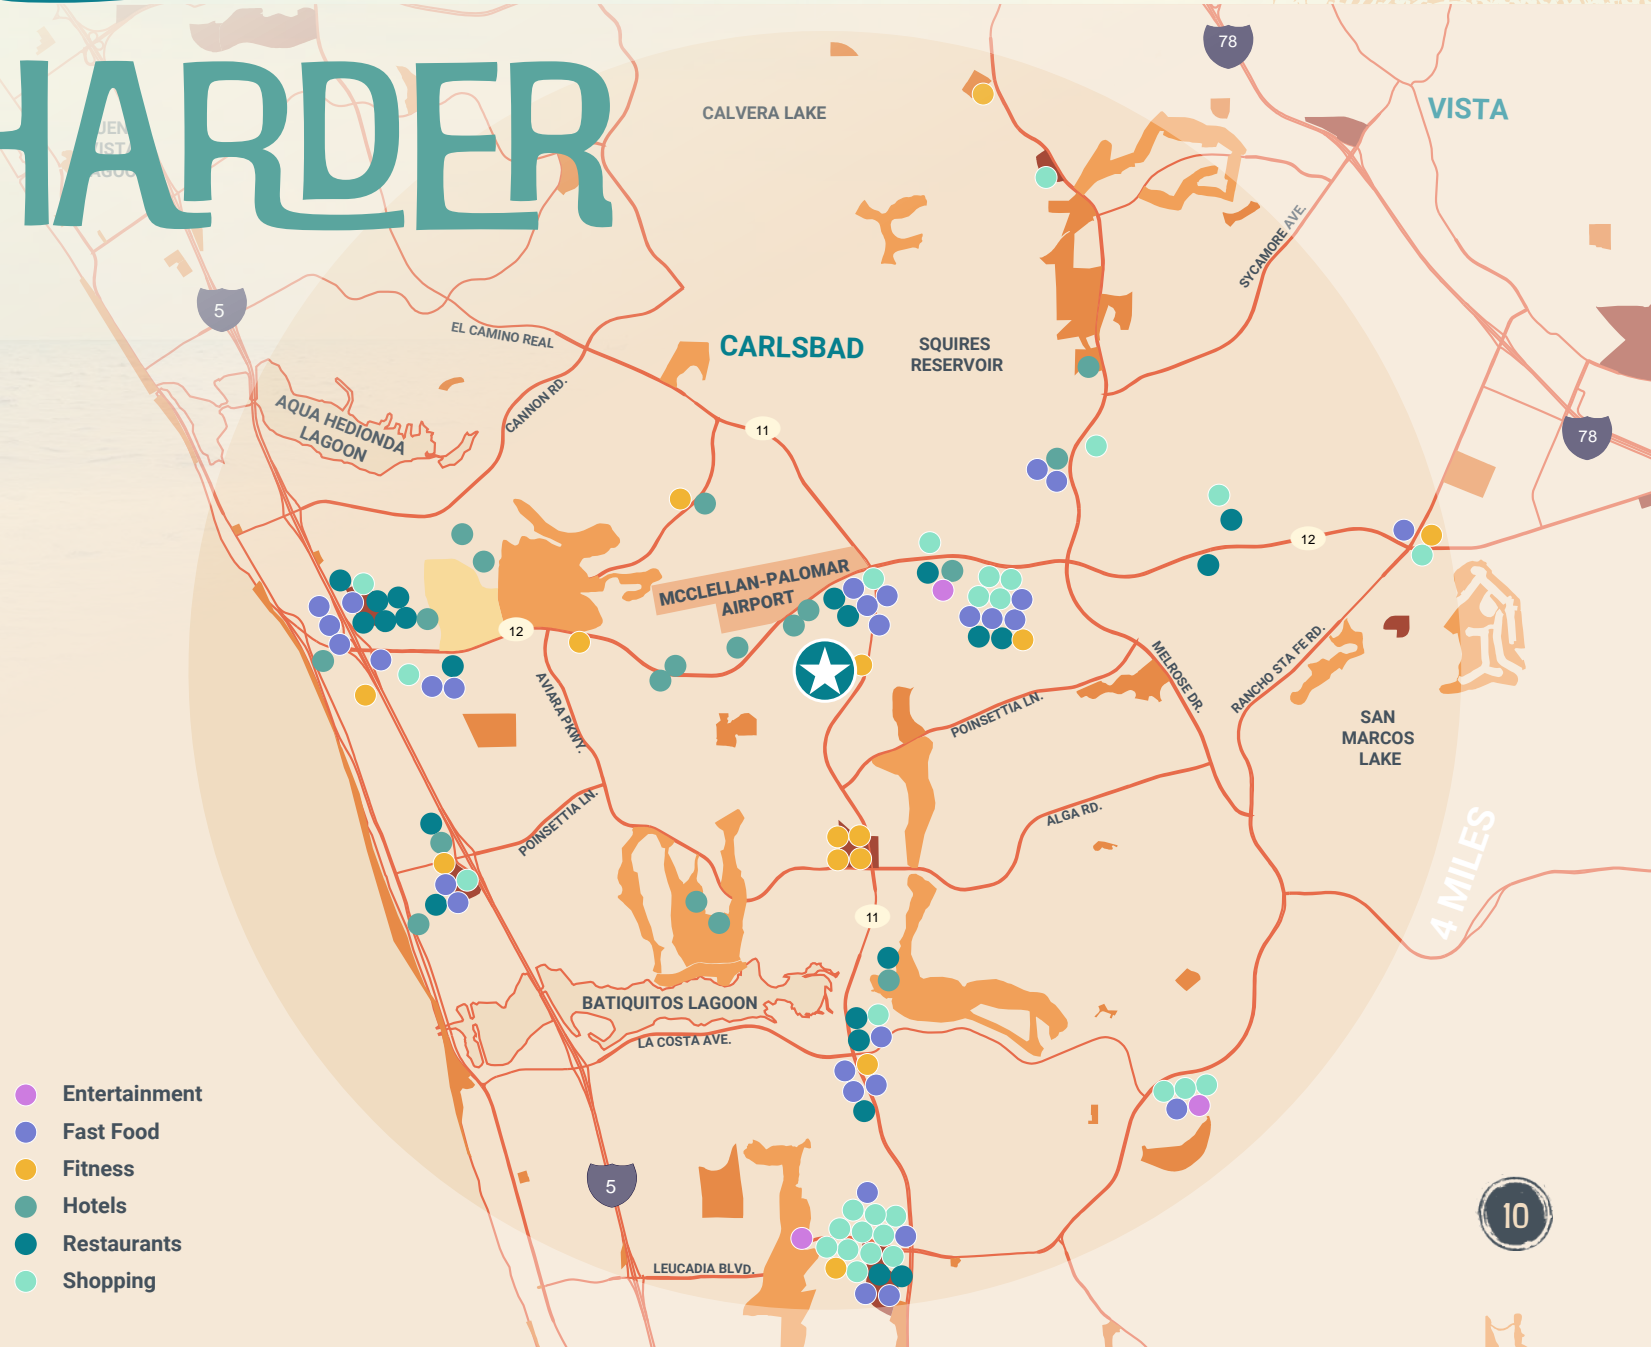 HARDER
78
CALVERA LAKE
VISTA
SYCAMORE AVE.
5
EL CAMINO REAL
CARLSBAD
SQUIRES
RESERVOIR
CANNON RD.
AQUA HEDIONDA
LAGOON
11
78
12
MCCLELLAN-PALOMAR
AIRPORT
12
AVIARA PKWY.
MELROSE DR.
RANCHO STA FE RD.
POINSETTIA LN.
SAN
MARCOS
LAKE
POINSETTIA LN.
ALGA RD.
4 MILES
11
BATIQUITOS LAGOON
LA COSTA AVE.
Entertainment
Fast Food
Fitness
Hotels
Restaurants
Shopping
5
LEUCADIA BLVD.
10